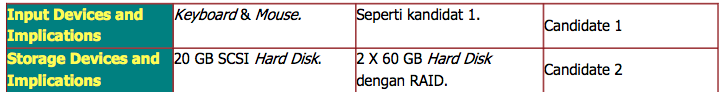 Input Devices and Implications Keyboard & Mouse. Seperti kandidat 1. Candidate 1
Storage Devices and Implications 20 GB SCSI Hard Disk. 2 X 60 GB Hard Disk dengan RAID. Candidate 2